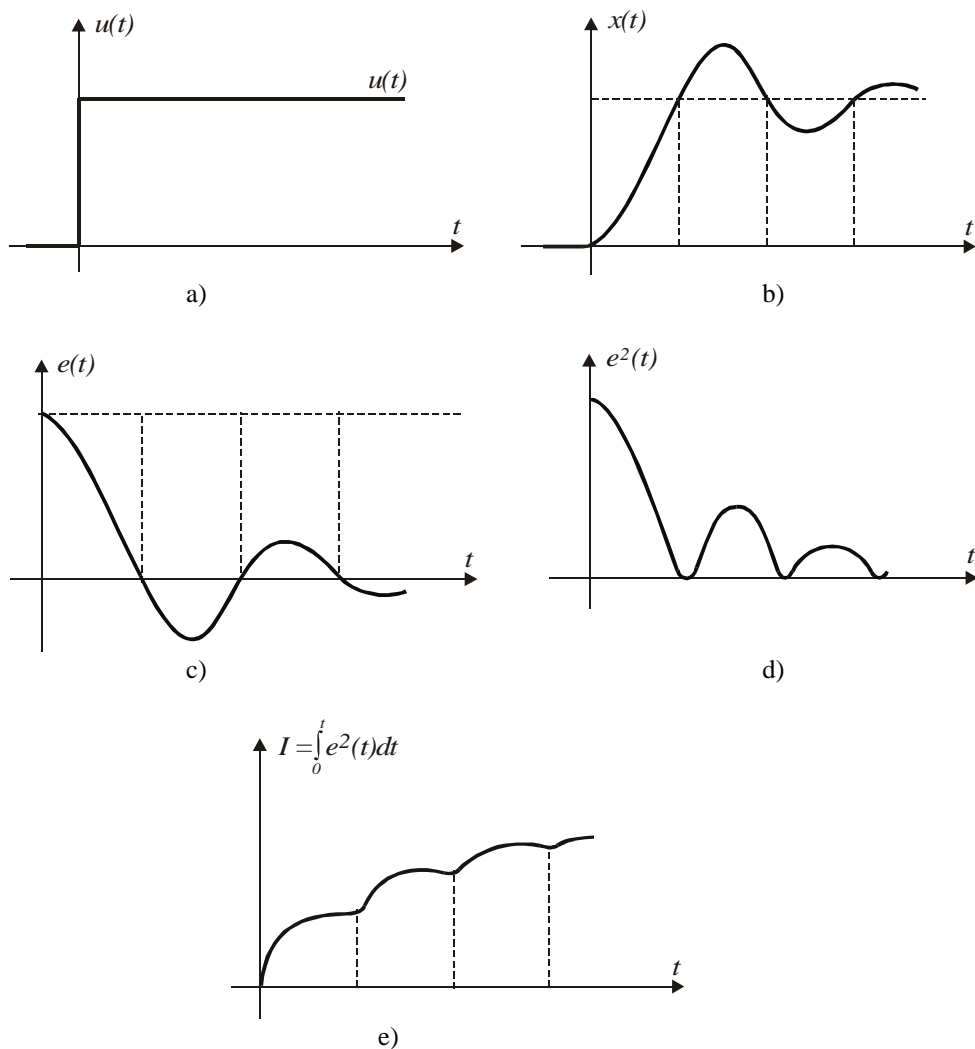 u(t)
u(t)
t
a)
x(t)
t
b)
e(t)
t
c)
e²(t)
t
d)
I = ∫₀ᵗ e²(t)dt
t
e)